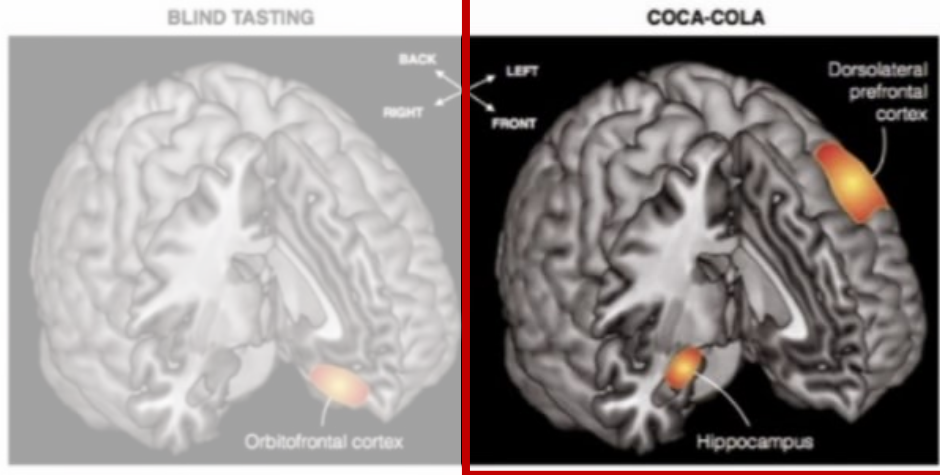 BLIND TASTING
BACK
LEFT
RIGHT
FRONT
Orbitofrontal cortex
COCA-COLA
Dorsolateral
prefrontal
cortex
Hippocampus